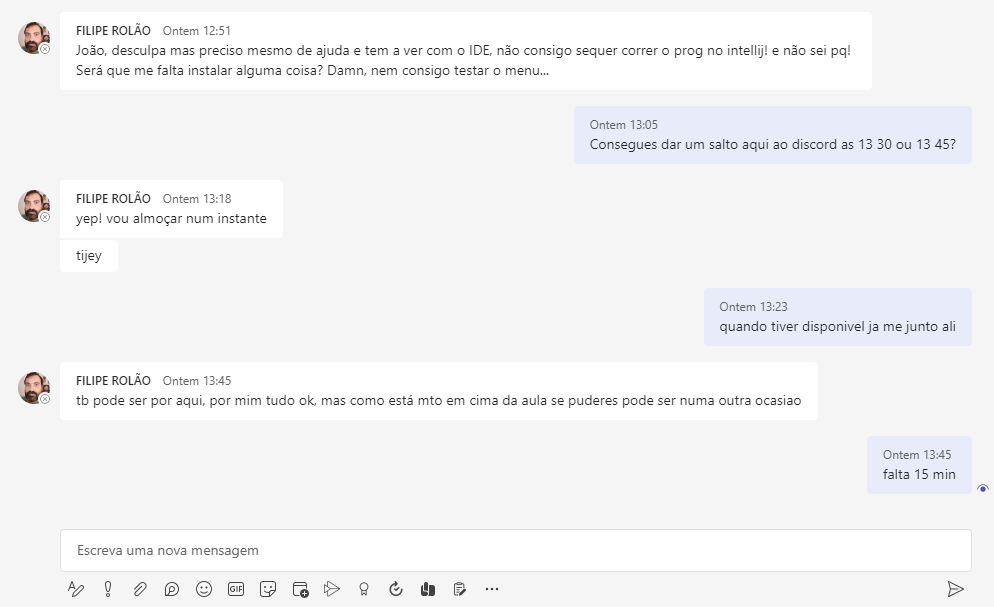 FILIPE ROLÃO Ontem 12:51
João, desculpa mas preciso mesmo de ajuda e tem a ver com o IDE, não consigo sequer correr o prog no intellij! e não sei pq!
Será que me falta instalar alguma coisa? Damn, nem consigo testar o menu...
Ontem 13:05
Consegues dar um salto aqui ao discord as 13 30 ou 13 45?
FILIPE ROLÃO Ontem 13:18
yep! vou almoçar num instante
tijey
Ontem 13:23
quando tiver disponivel ja me junto ali
FILIPE ROLÃO Ontem 13:45
tb pode ser por aqui, por mim tudo ok, mas como está mto em cima da aula se puderes pode ser numa outra ocasiao
Ontem 13:45
falta 15 min
Escreva uma nova mensagem
GIF